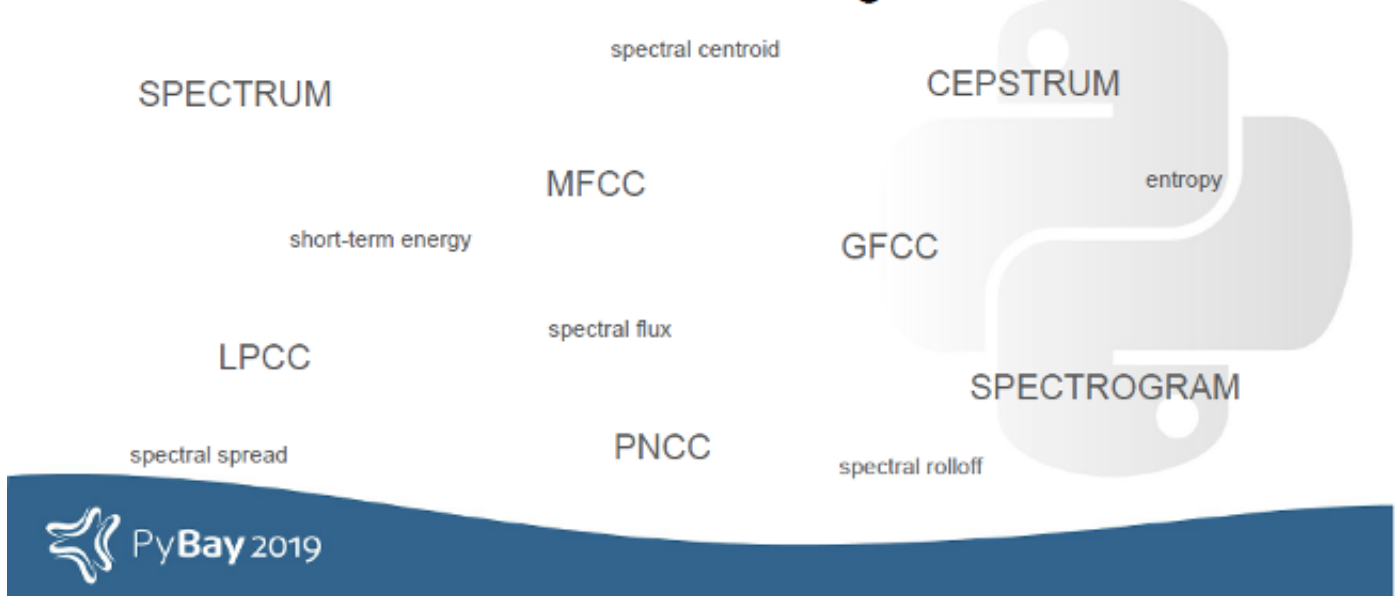 spectral centroid
SPECTRUM
CEPSTRUM
MFCC
entropy
short-term energy
GFCC
spectral flux
LPCC
SPECTROGRAM
PNCC
spectral spread
spectral rolloff
PyBay 2019